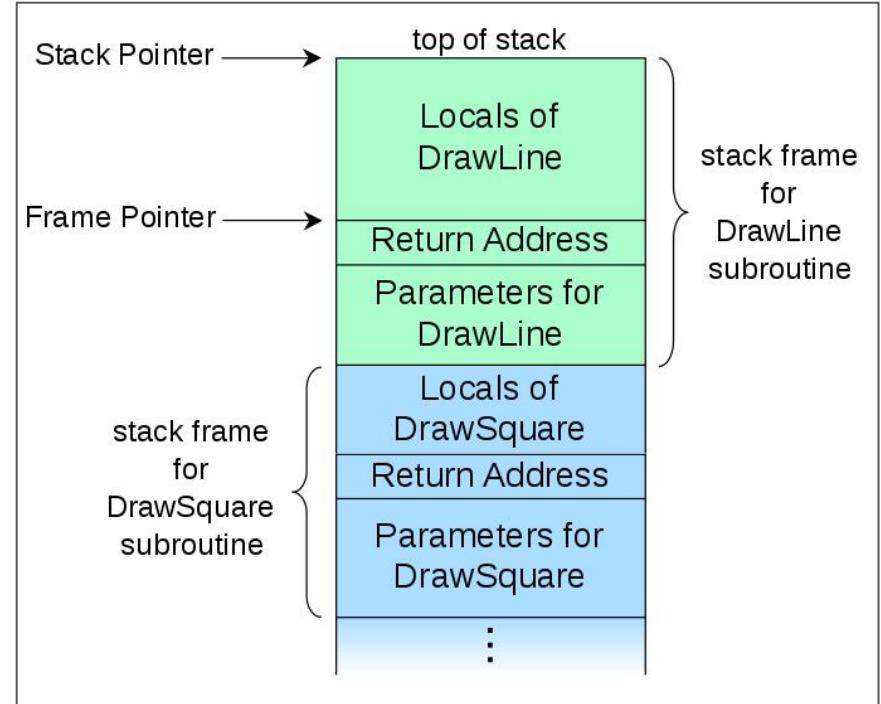 top of stack
Stack Pointer
Locals of
DrawLine
stack frame
for
DrawLine
subroutine
Frame Pointer
Return Address
Parameters for
DrawLine
Locals of
DrawSquare
stack frame
for
DrawSquare
subroutine
Return Address
Parameters for
DrawSquare
⋮